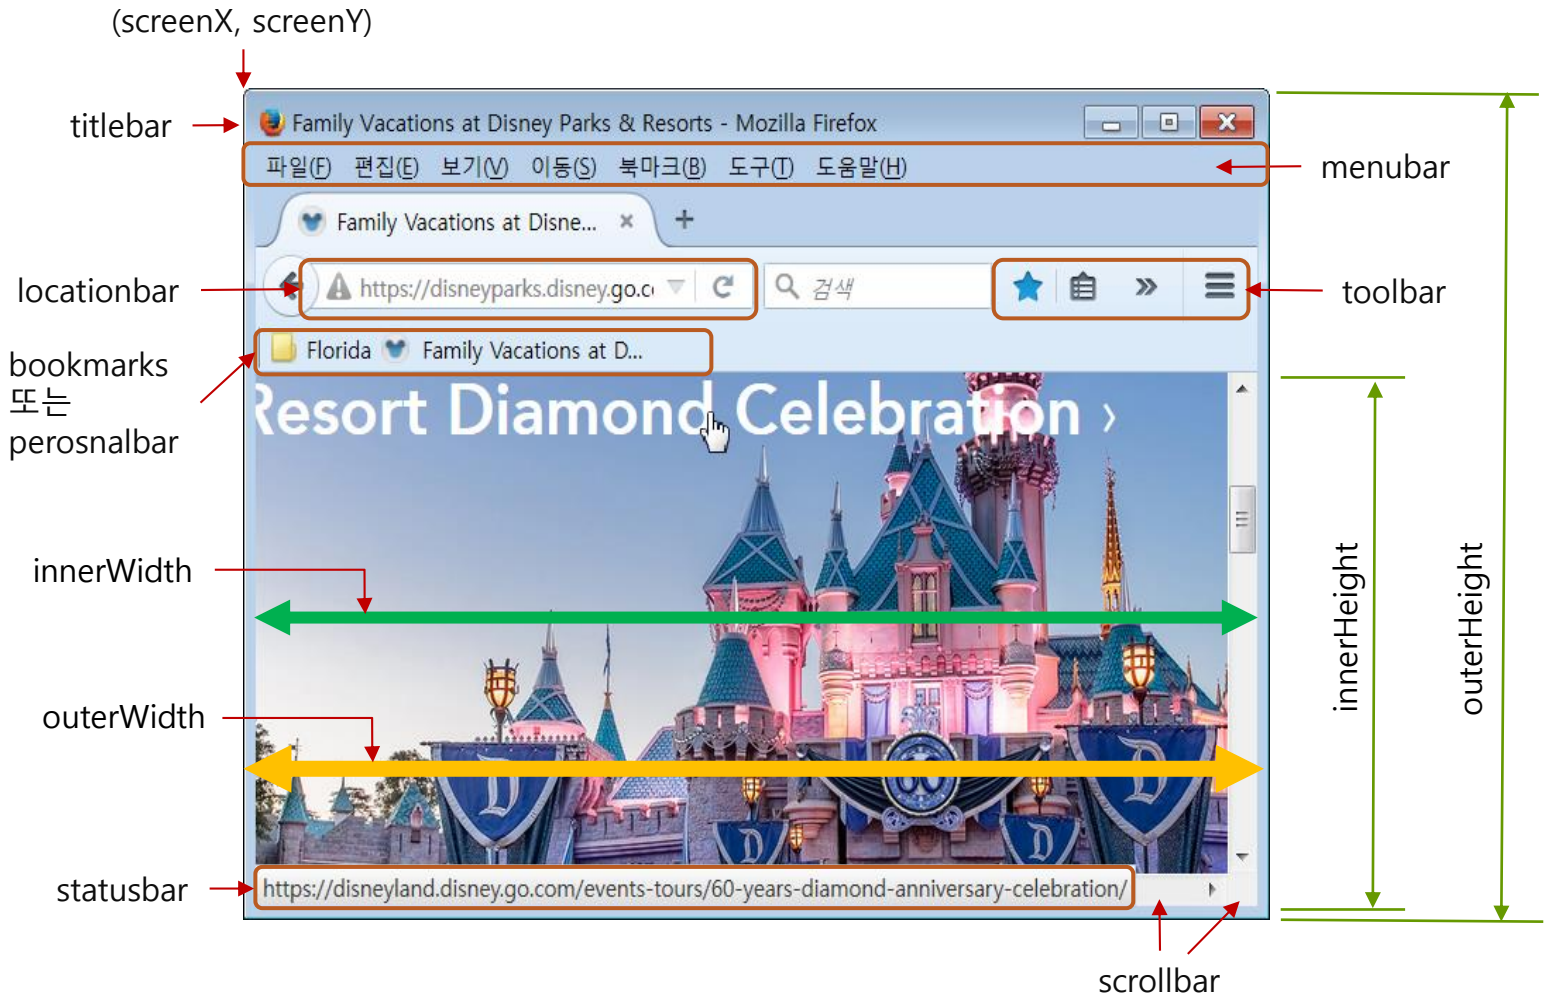 (screenX, screenY)
titlebar
Family Vacations at Disney Parks & Resorts - Mozilla Firefox
파일(F) 편집(E) 보기(V) 이동(S) 북마크(B) 도구(T) 도움말(H)
menubar
Family Vacations at Disne...
locationbar
https://disneyparks.disney.go.c
검색
toolbar
bookmarks
또는
perosnalbar
Florida Family Vacations at D...
Resort Diamond Celebration ›
innerWidth
innerHeight
outerHeight
outerWidth
60
D
D
D
D
statusbar
https://disneyland.disney.go.com/events-tours/60-years-diamond-anniversary-celebration/
scrollbar